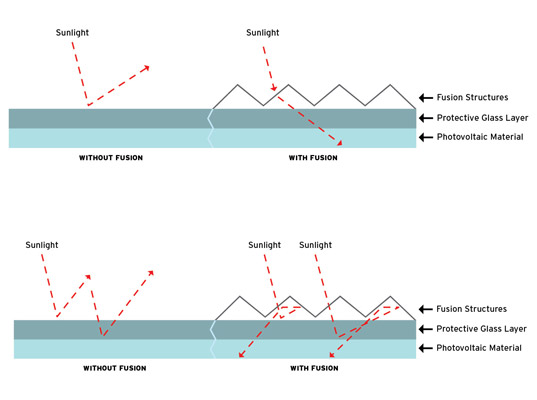 Sunlight
Sunlight
Fusion Structures
Protective Glass Layer
Photovoltaic Material
WITHOUT FUSION
WITH FUSION
Sunlight
Sunlight
Sunlight
Fusion Structures
Protective Glass Layer
Photovoltaic Material
WITHOUT FUSION
WITH FUSION